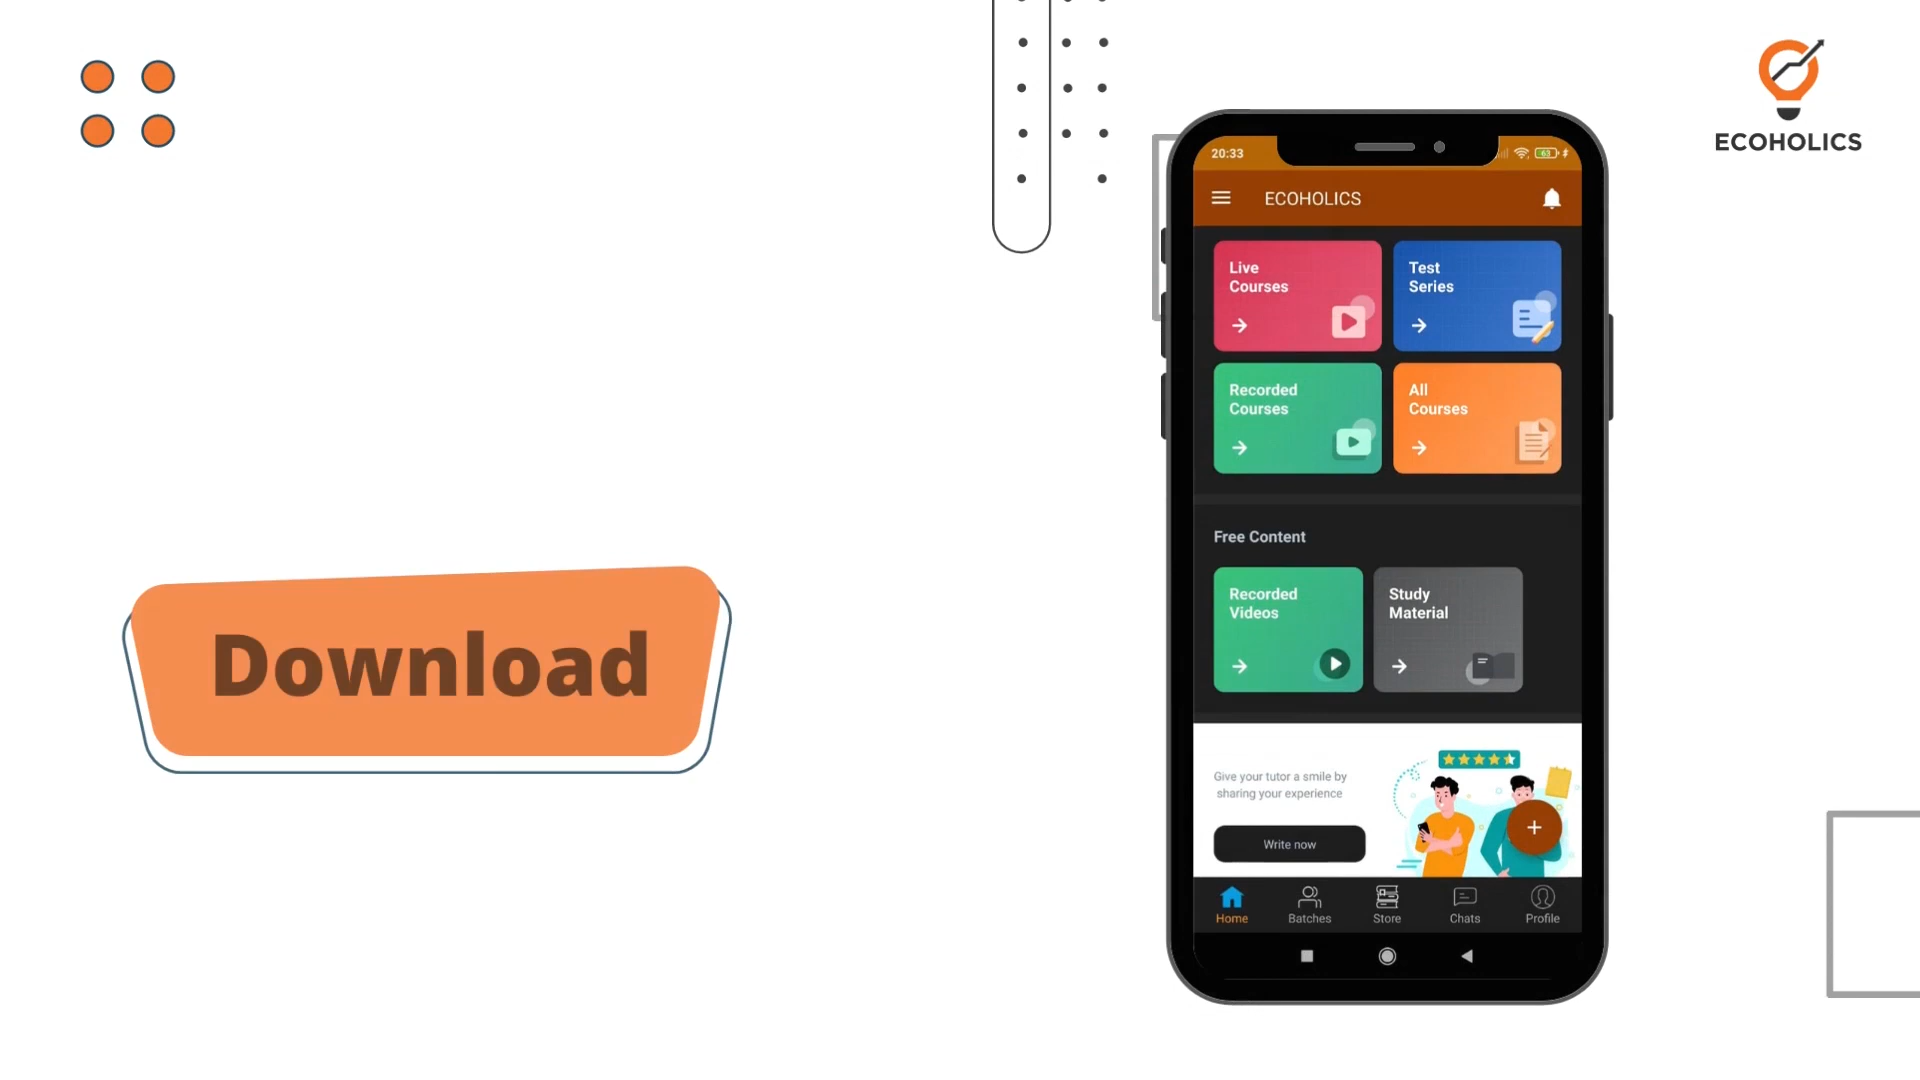 ECOHOLICS
Download
20:33
63
ECOHOLICS
Live
Courses
Test
Series
Recorded
Courses
All
Courses
Free Content
Recorded
Videos
Study
Material
Give your tutor a smile by
sharing your experience
Write now
Home
Batches
Store
Chats
Profile